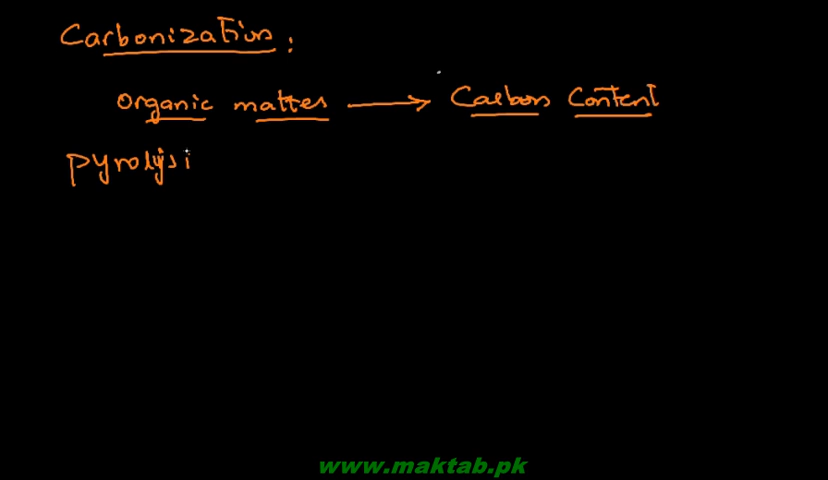 Carbonization:
Organic matter → Carbon Content
Pyrolysi
www.maktab.pk